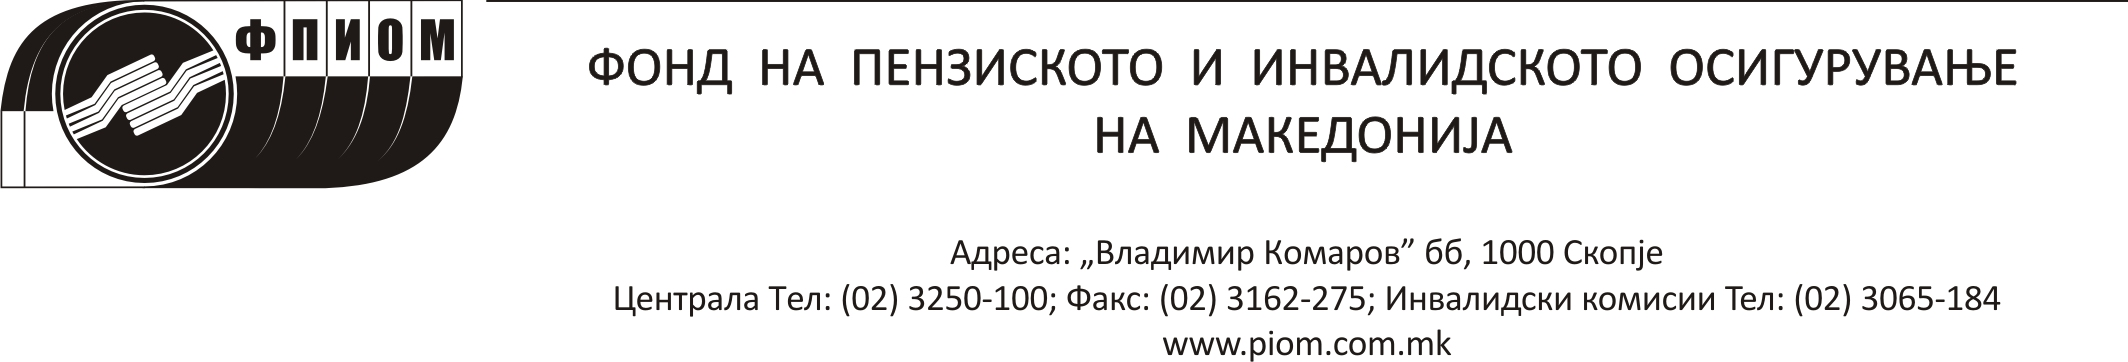 ФПИОМ
ФОНД НА ПЕНЗИСКОТО И ИНВАЛИДСКОТО ОСИГУРУВАЊЕ
НА МАКЕДОНИЈА
Адреса: „Владимир Комаров” бб, 1000 Скопје
Централа Тел: (02) 3250-100; Факс: (02) 3162-275; Инвалидски комисии Тел: (02) 3065-184
www.piom.com.mk